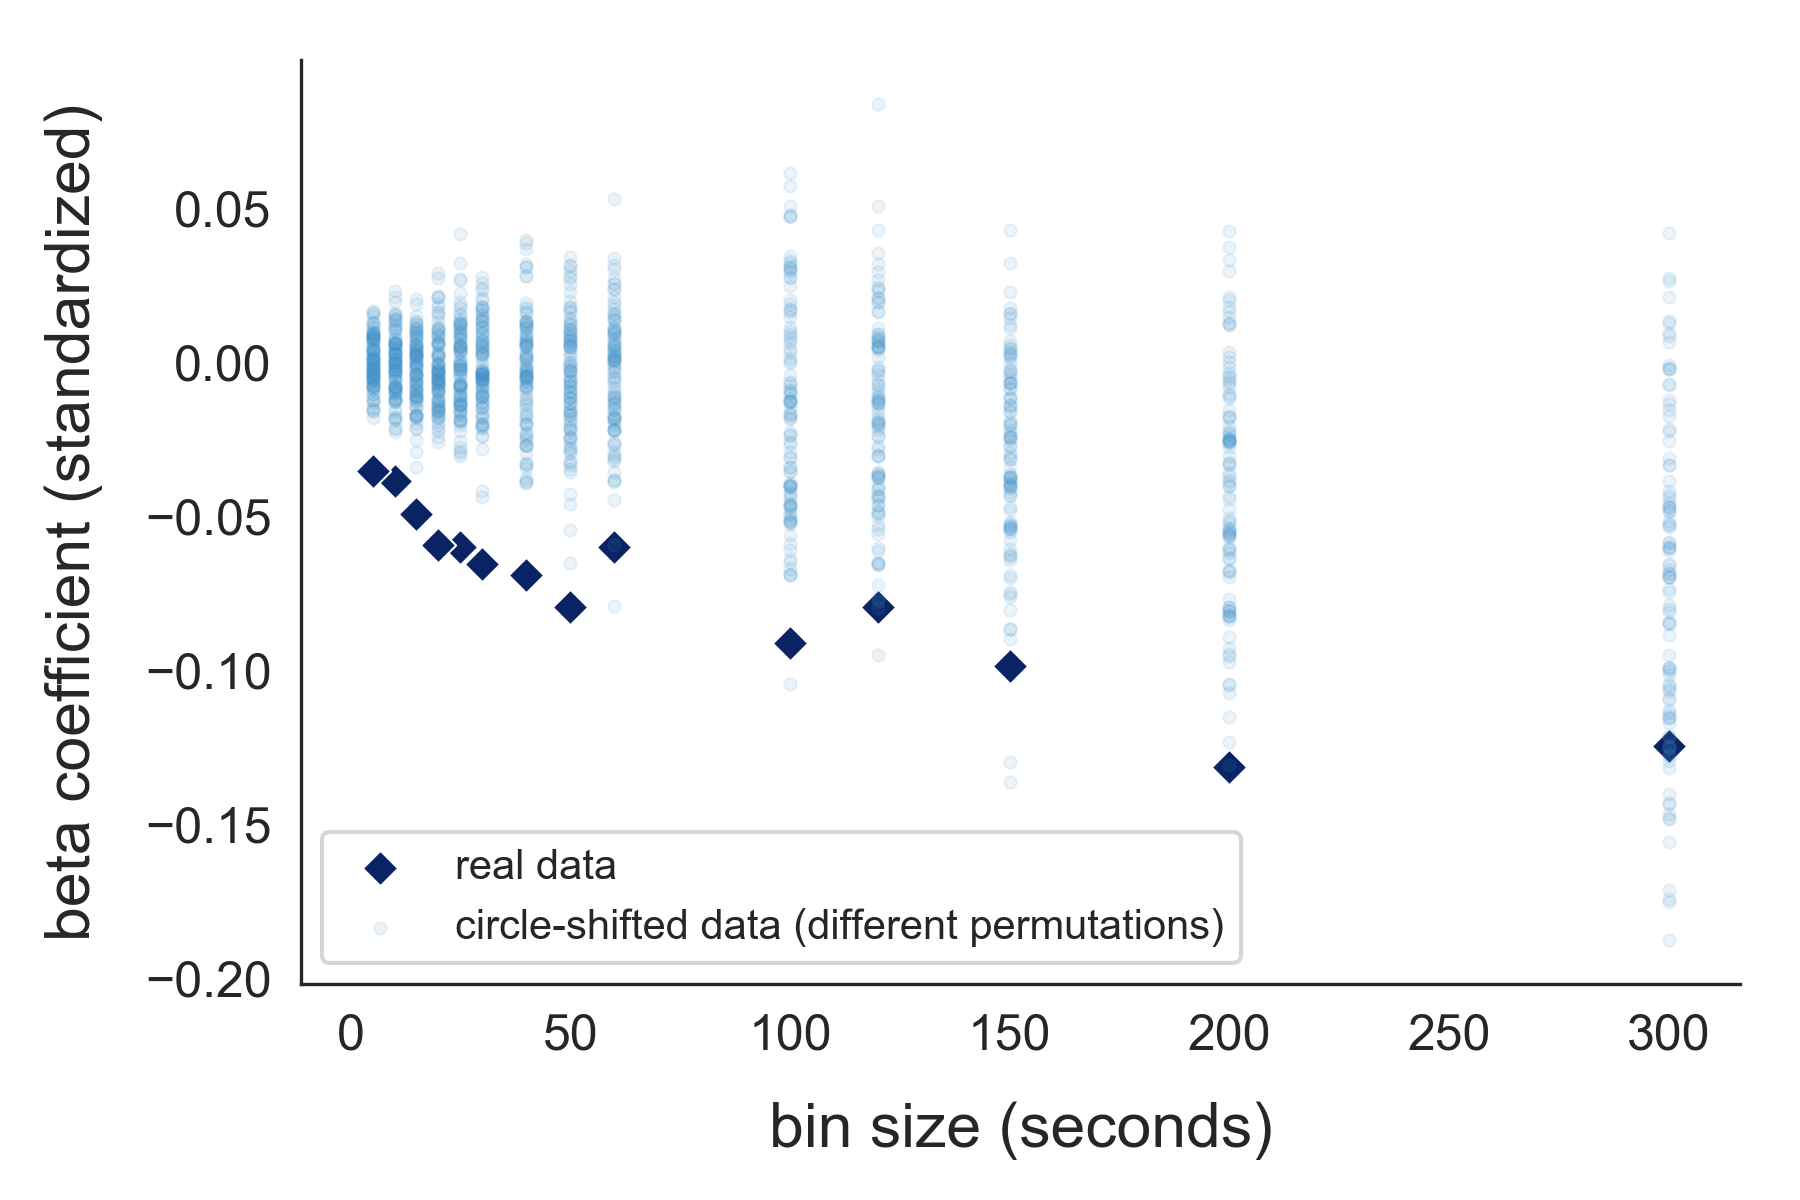 beta coefficient (standardized)
0.05
0.00
−0.05
−0.10
−0.15
−0.20
real data
circle-shifted data (different permutations)
0 50 100 150 200 250 300
bin size (seconds)